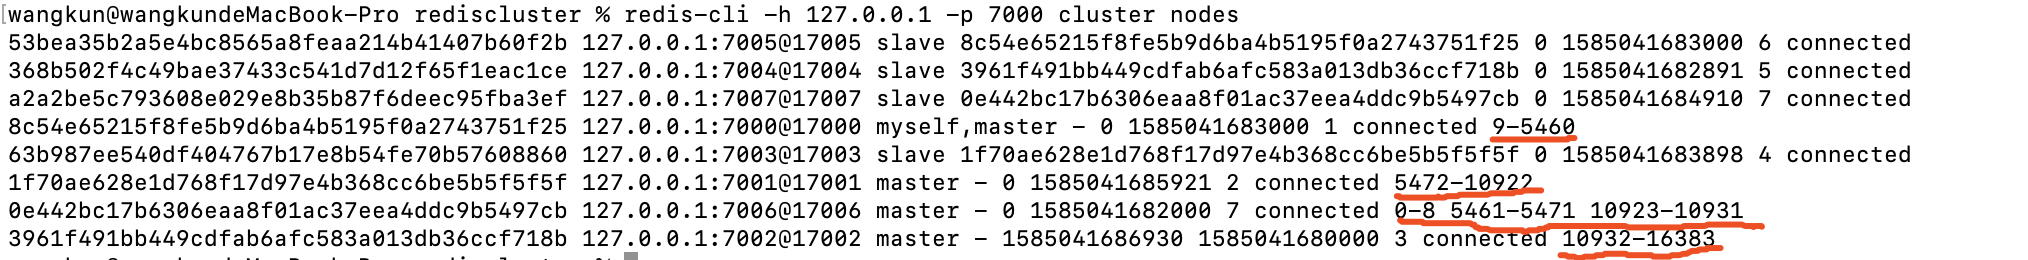 wangkun@wangkundeMacBook-Pro rediscluster % redis-cli -h 127.0.0.1 -p 7000 cluster nodes
53bea35b2a5e4bc8565a8feaa214b41407b60f2b 127.0.0.1:7005@17005 slave 8c54e65215f8fe5b9d6ba4b5195f0a2743751f25 0 1585041683000 6 connected
368b502f4c49bae37433c541d7d12f65f1eac1ce 127.0.0.1:7004@17004 slave 3961f491bb449cdfab6afc583a013db36ccf718b 0 1585041682891 5 connected
a2a2be5c793608e029e8b35b87f6deec95fba3ef 127.0.0.1:7007@17007 slave 0e442bc17b6306eaa8f01ac37eea4ddc9b5497cb 0 1585041684910 7 connected
8c54e65215f8fe5b9d6ba4b5195f0a2743751f25 127.0.0.1:7000@17000 myself,master - 0 1585041683000 1 connected 9-5460
63b987ee540df404767b17e8b54fe70b57608860 127.0.0.1:7003@17003 slave 1f70ae628e1d768f17d97e4b368cc6be5b5f5f5f 0 1585041683898 4 connected
1f70ae628e1d768f17d97e4b368cc6be5b5f5f5f 127.0.0.1:7001@17001 master - 0 1585041685921 2 connected 5472-10922
0e442bc17b6306eaa8f01ac37eea4ddc9b5497cb 127.0.0.1:7006@17006 master - 0 1585041682000 7 connected 0-8 5461-5471 10923-10931
3961f491bb449cdfab6afc583a013db36ccf718b 127.0.0.1:7002@17002 master - 1585041686930 1585041680000 3 connected 10932-16383